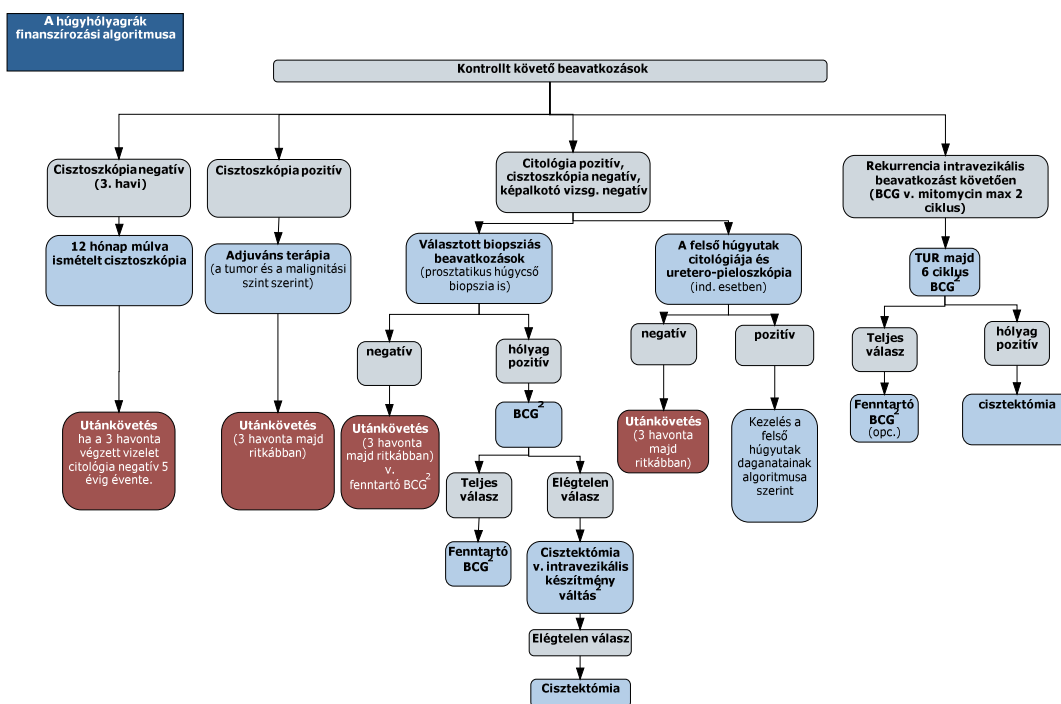 A húgyhólyagrák
finanszírozási algoritmusa
Kontrollt követő beavatkozások
Cisztoszkópia negatív
(3. havi)
Cisztoszkópia pozitív
Citológia pozitív,
cisztoszkópia negatív,
képalkotó vizsg. negatív
Rekurrencia intravezikális
beavatkozást követően
(BCG v. mitomycin max 2
ciklus)
12 hónap múlva
ismételt cisztoszkópia
Adjuváns terápia
(a tumor és a malignitási
szint szerint)
Választott biopsziás
beavatkozások
(prosztatikus húgycső
biopszia is)
A felső húgyutak
citológiája és
uretero-pieloszkópia
(ind. esetben)
TUR majd
6 ciklus
BCG2
negatív
hólyag
pozitív
negatív
pozitív
Teljes
válasz
hólyag
pozitív
Utánkövetés
ha a 3 havonta
végzett vizelet
citológia negatív 5
évig évente.
Utánkövetés
(3 havonta majd
ritkábban)
Utánkövetés
(3 havonta
majd ritkábban)
v.
fenntartó BCG2
BCG2
Utánkövetés
(3 havonta
majd
ritkábban)
Kezelés a
felső
húgyutak
daganatainak
algoritmusa
szerint
Fenntartó
BCG2
(opc.)
cisztektómia
Teljes
válasz
Elégtelen
válasz
Fenntartó
BCG2
Cisztektómia
v. intravezikális
készítmény
váltás2
Elégtelen válasz
Cisztektómia